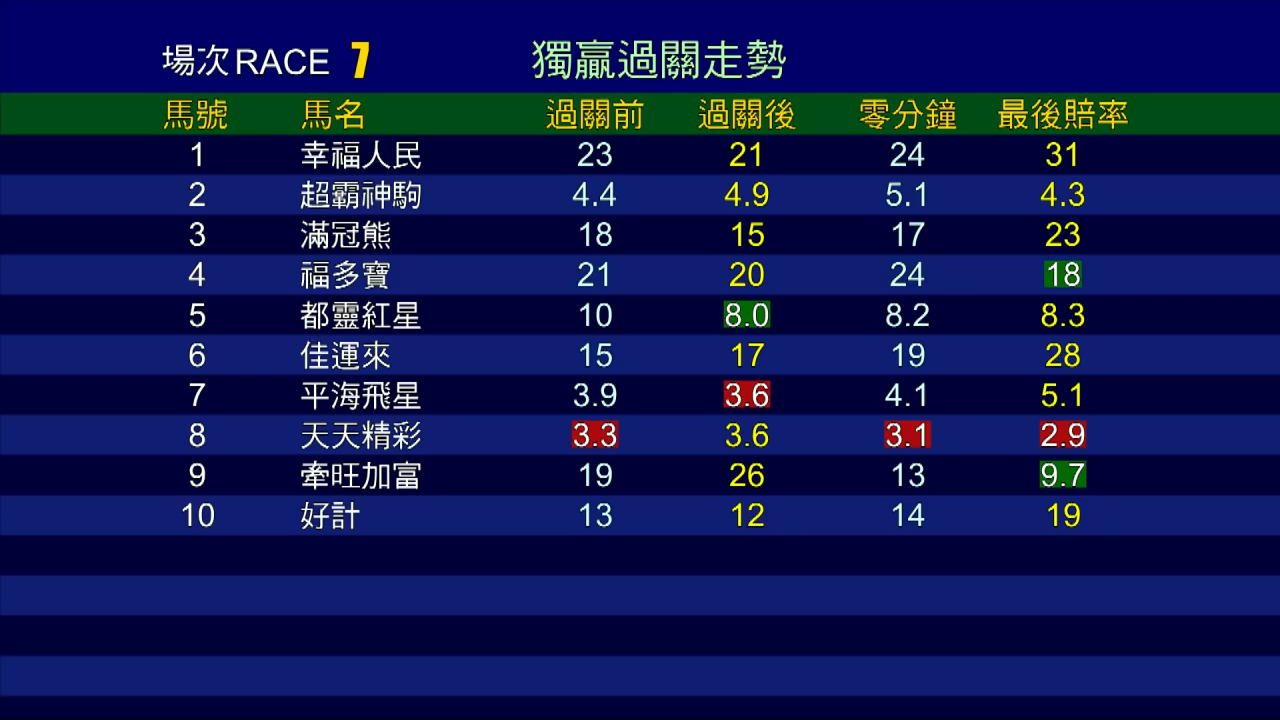 場次RACE 7 獨贏過關走勢
馬號 馬名 過關前 過關後 零分鐘 最後賠率
1 幸福人民 23 21 24 31
2 超霸神駒 4.4 4.9 5.1 4.3
3 滿冠熊 18 15 17 23
4 福多寶 21 20 24 18
5 都靈紅星 10 8.0 8.2 8.3
6 佳運來 15 17 19 28
7 平海飛星 3.9 3.6 4.1 5.1
8 天天精彩 3.3 3.6 3.1 2.9
9 牽旺加富 19 26 13 9.7
10 好計 13 12 14 19